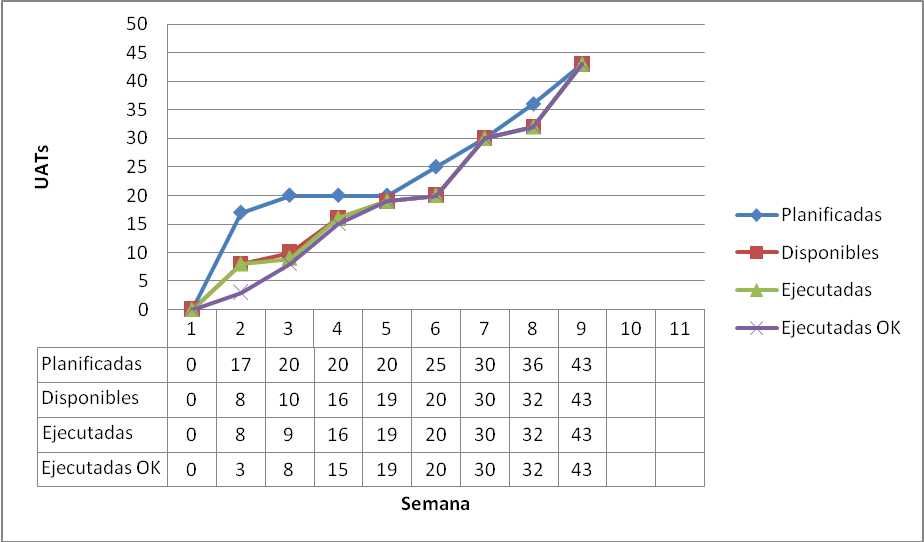 50
45
40
35
30
25
20
15
10
5
0
UATs
1 2 3 4 5 6 7 8 9 10 11
Planificadas 0 17 20 20 20 25 30 36 43
Disponibles 0 8 10 16 19 20 30 32 43
Ejecutadas 0 8 9 16 19 20 30 32 43
Ejecutadas OK 0 3 8 15 19 20 30 32 43
Semana
Planificadas
Disponibles
Ejecutadas
Ejecutadas OK